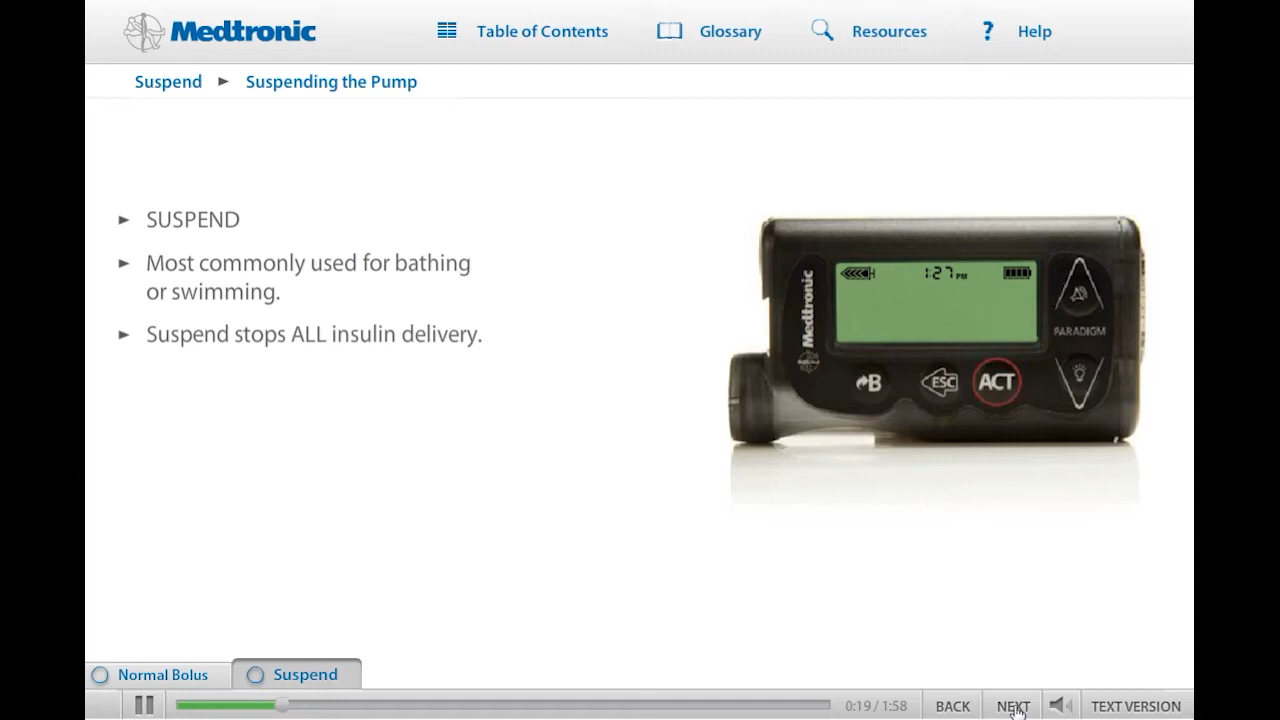 Medtronic
Table of Contents
Glossary
Resources
? Help
Suspend ► Suspending the Pump
► SUSPEND
► Most commonly used for bathing
or swimming.
► Suspend stops ALL insulin delivery.
Medtronic
1:27 PM
PARADIGM
B
ESC
ACT
Normal Bolus
Suspend
0:19 / 1:58
BACK
NEXT
TEXT VERSION